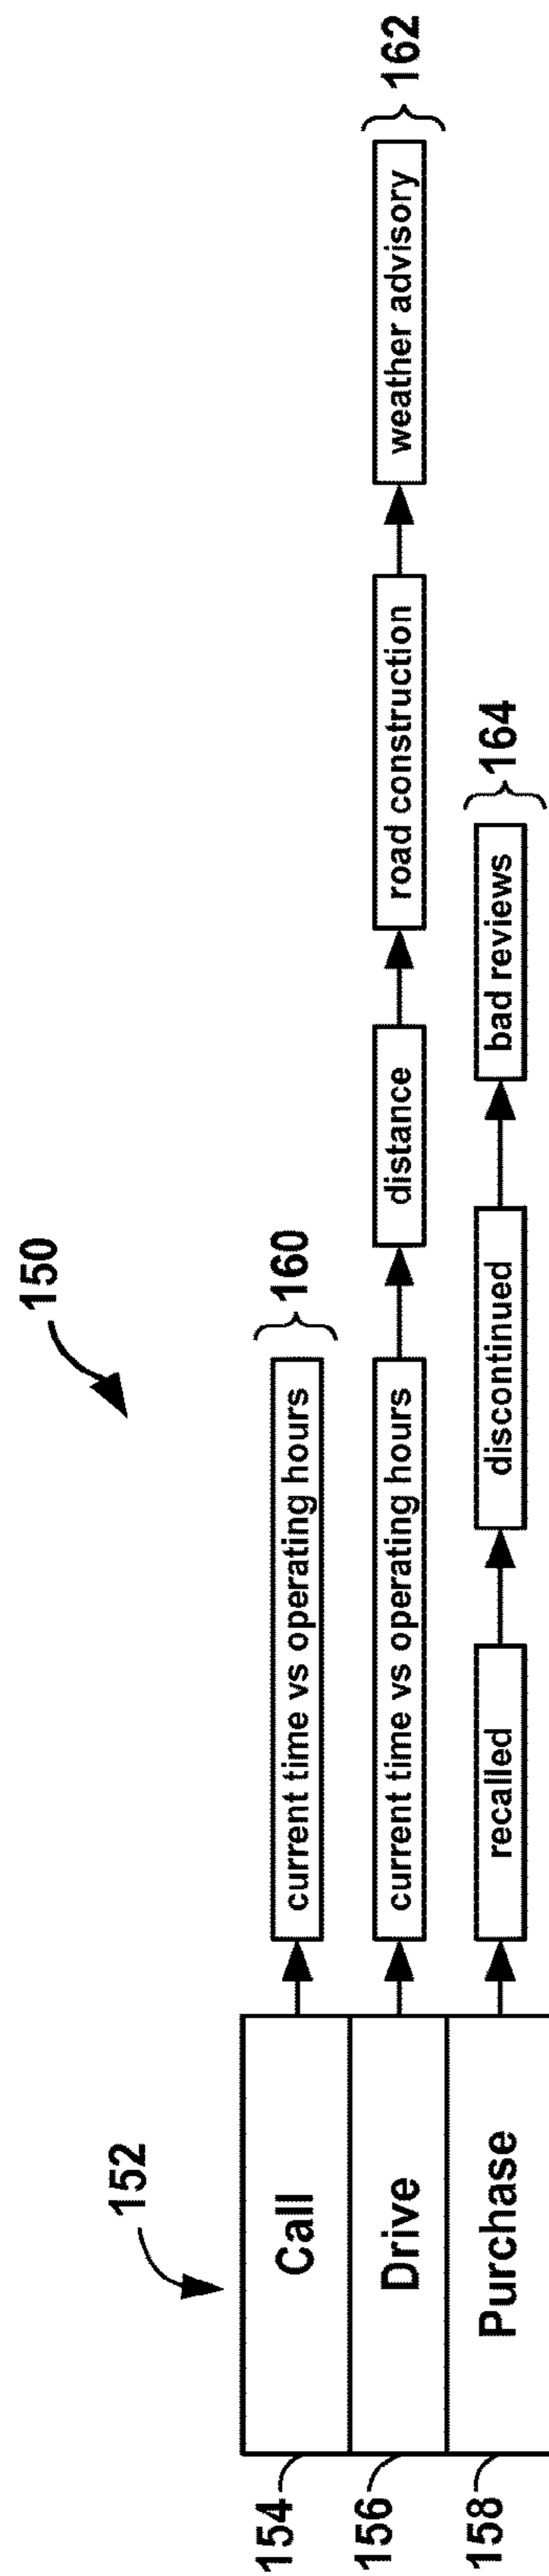 150
152
154
Call
current time vs operating hours
160
156
Drive
current time vs operating hours
distance
road construction
weather advisory
162
158
Purchase
recalled
discontinued
bad reviews
164